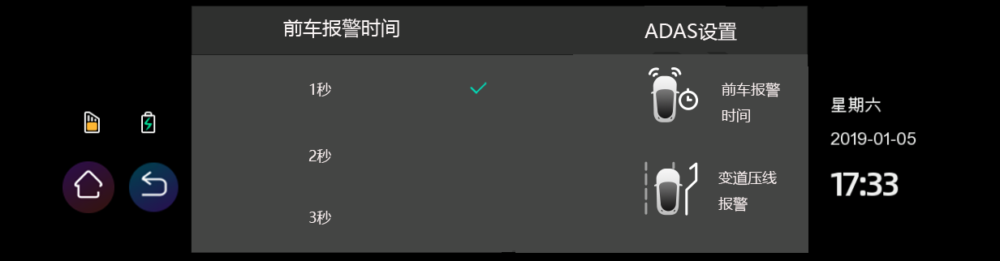 前车报警时间
ADAS设置
1秒
2秒
3秒
前车报警
时间
变道压线
报警
星期六
2019-01-05
17:33